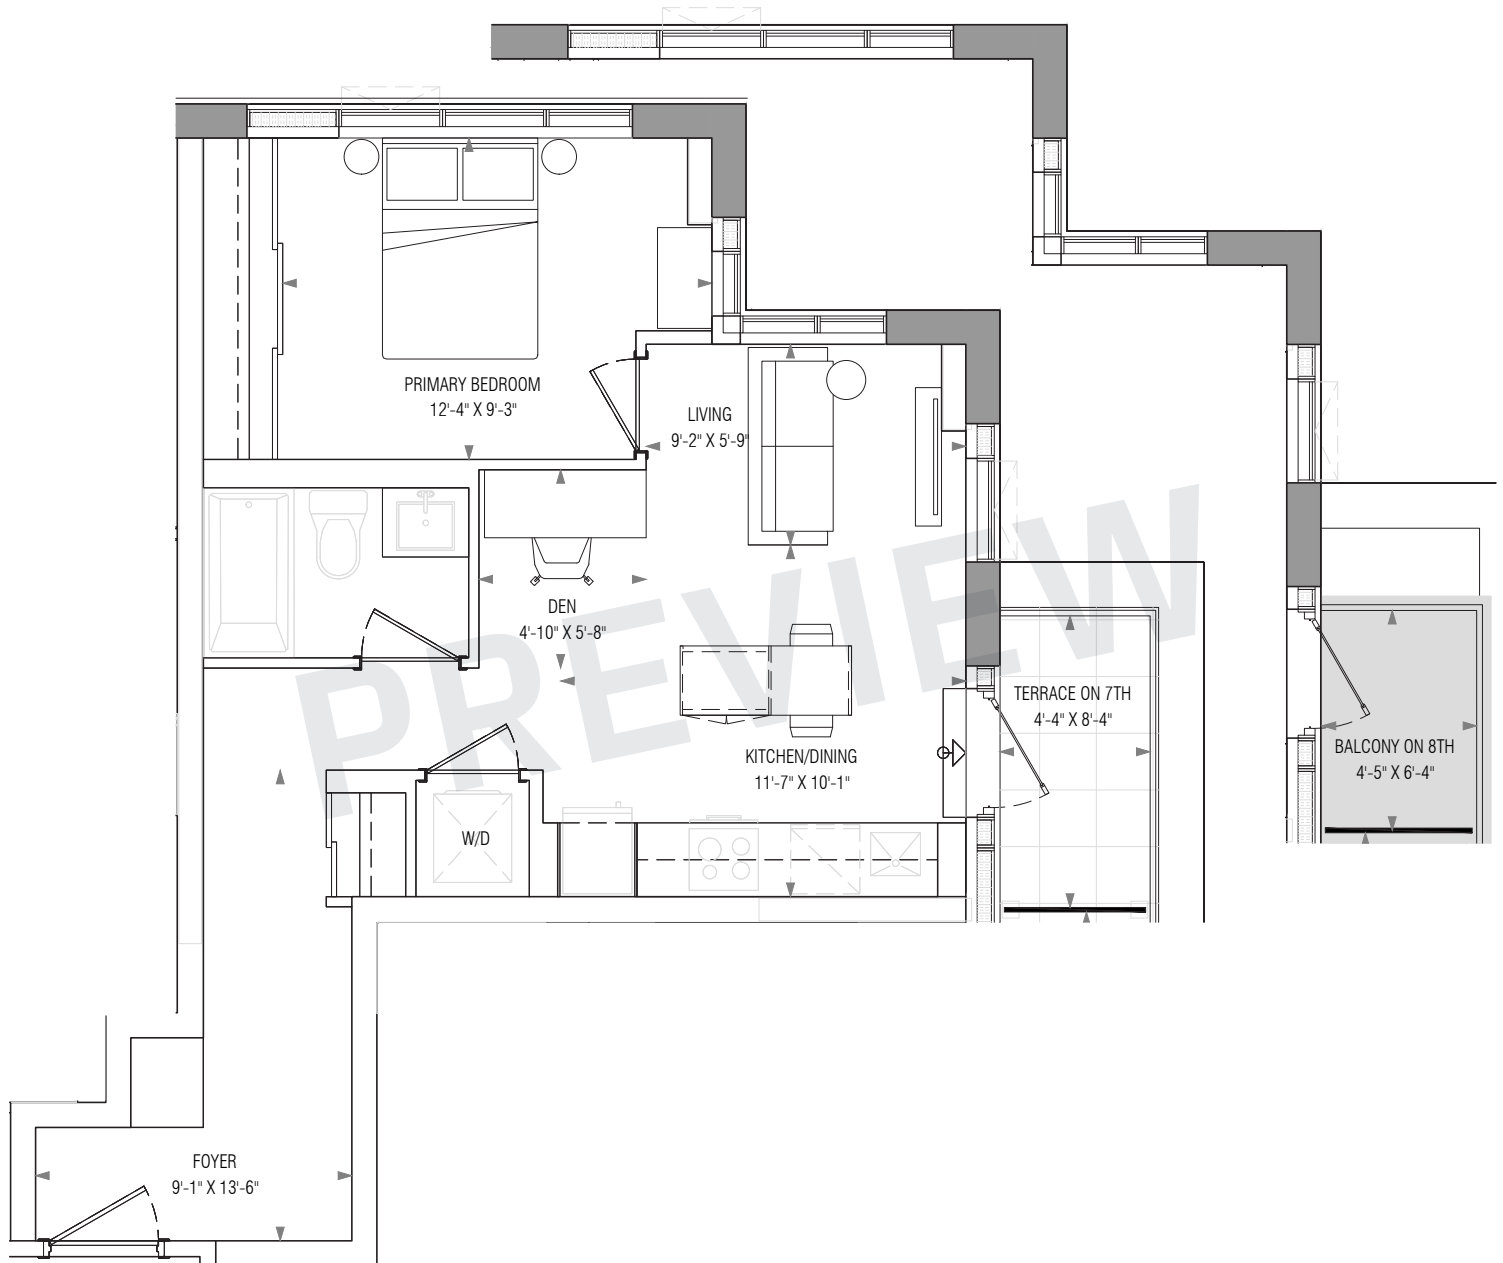 PRIMARY BEDROOM
12'-4" X 9'-3"
LIVING
9'-2" X 5'-9"
DEN
4'-10" X 5'-8"
PREVIEW
TERRACE ON 7TH
4'-4" X 8'-4"
BALCONY ON 8TH
4'-5" X 6'-4"
KITCHEN/DINING
11'-7" X 10'-1"
W/D
FOYER
9'-1" X 13'-6"